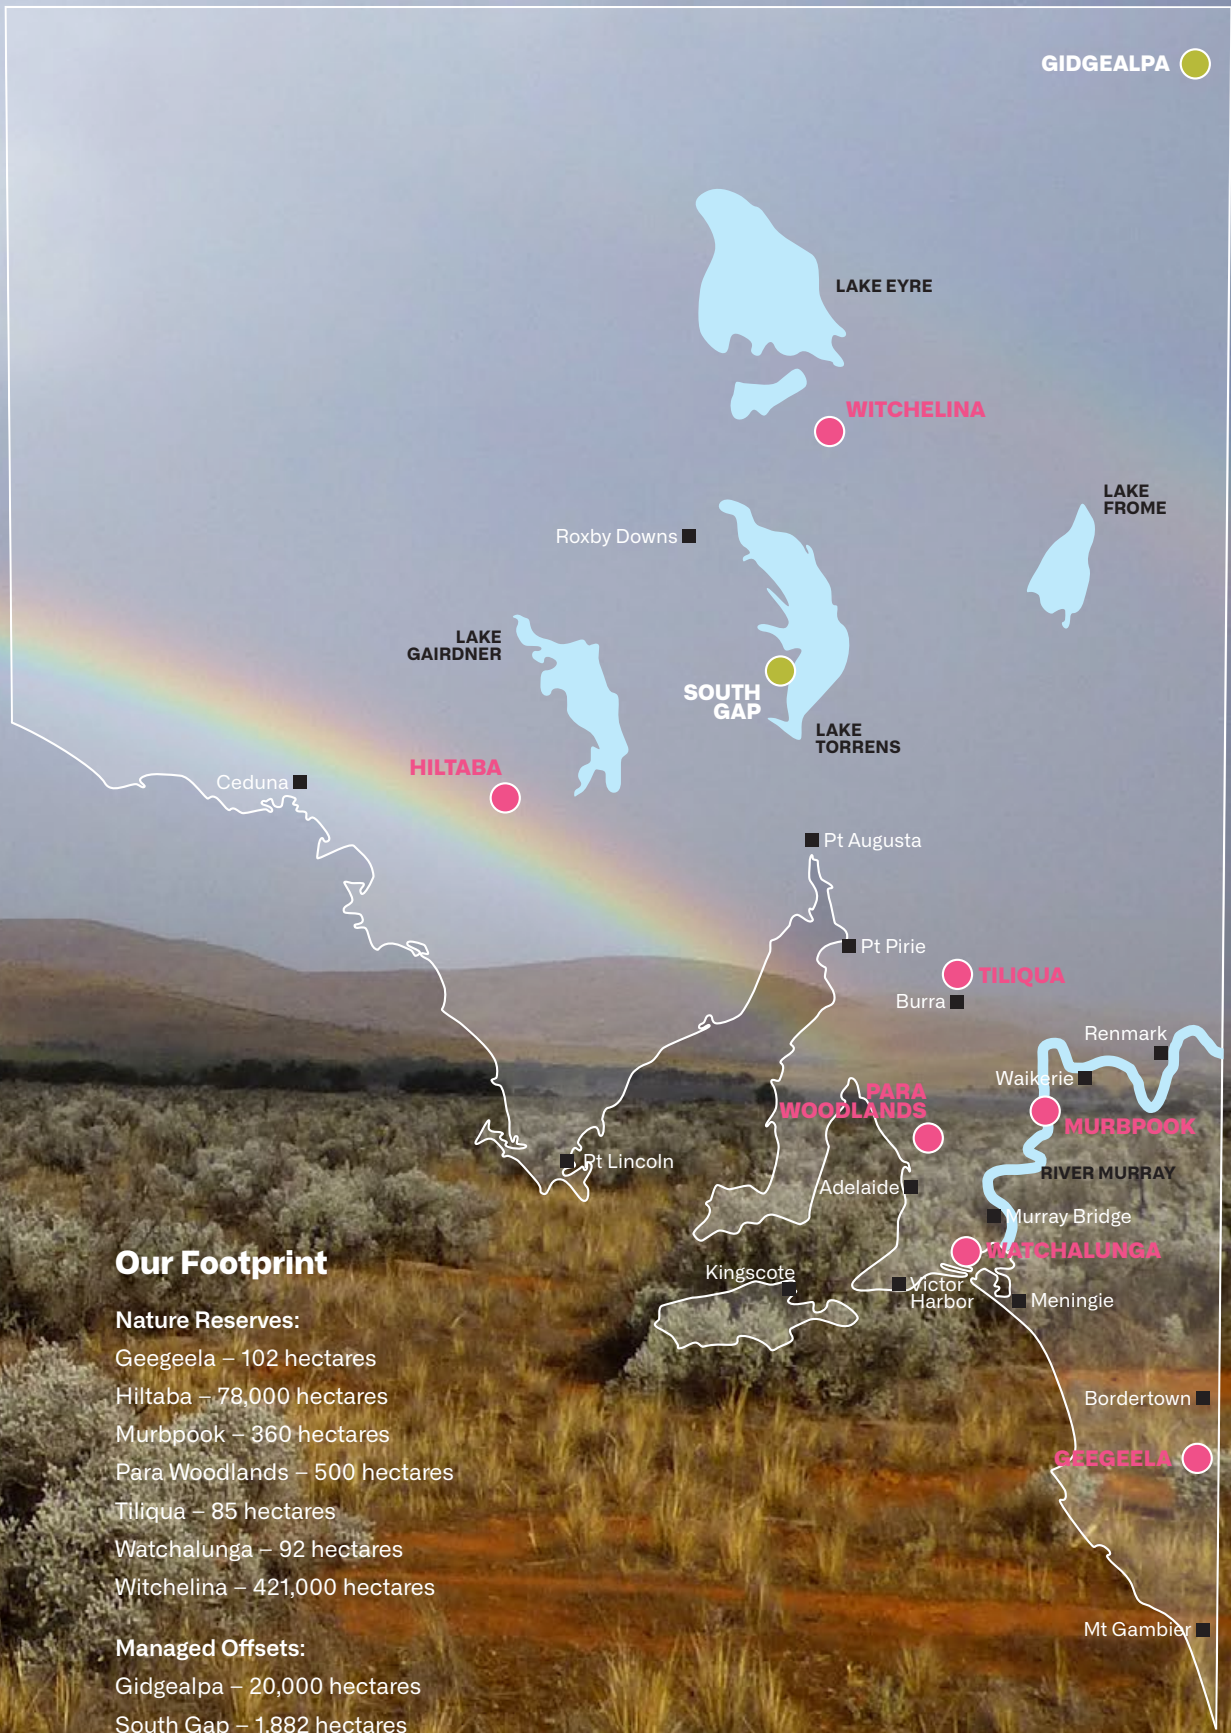 GIDGEALPA
LAKE EYRE
WITCHELINA
LAKE
FROME
Roxby Downs
LAKE
GAIRDNER
SOUTH
GAP
LAKE
TORRENS
HILTABA
Ceduna
Pt Augusta
Pt Pirie
TILIQUA
Burra
Renmark
Waikerie
PARA
WOODLANDS
MURBPOOK
Pt Lincoln
RIVER MURRAY
Adelaide
Murray Bridge
WATCHALUNGA
Kingscote
Victor
Harbor
Meningie
Bordertown
GEEGEELA
Mt Gambier
Our Footprint
Nature Reserves:
Geegeela – 102 hectares
Hiltaba – 78,000 hectares
Murbpook – 360 hectares
Para Woodlands – 500 hectares
Tiliqua – 85 hectares
Watchalunga – 92 hectares
Witchelina – 421,000 hectares
Managed Offsets:
Gidgealpa – 20,000 hectares
South Gap – 1,882 hectares